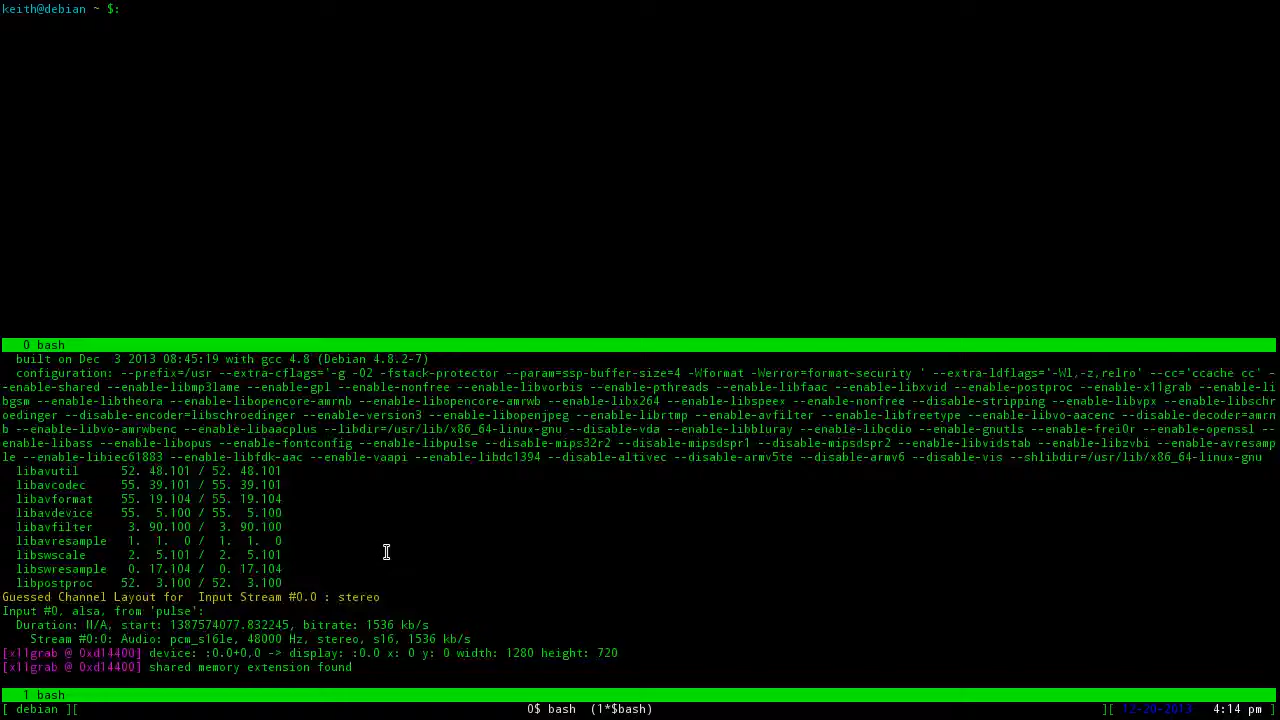 keith@debian ~ $:
0 bash
built on Dec  3 2013 08:45:19 with gcc 4.8 (Debian 4.8.2-7)
configuration: --prefix=/usr --extra-cflags='-g -O2 -fstack-protector --param=ssp-buffer-size=4 -Wformat -Werror=format-security ' --extra-ldflags='-Wl,-z,relro' --cc='ccache cc' -
-enable-shared --enable-libmp3lame --enable-gpl --enable-nonfree --enable-libvorbis --enable-pthreads --enable-libfaac --enable-libxvid --enable-postproc --enable-x11grab --enable-li
bgsm --enable-libtheora --enable-libopencore-amrnb --enable-libopencore-amrwb --enable-libx264 --enable-libspeex --enable-nonfree --disable-stripping --enable-libvpx --enable-libschr
oedinger --disable-encoder=libschroedinger --enable-version3 --enable-libopenjpeg --enable-librtmp --enable-avfilter --enable-libfreetype --enable-libvo-aacenc --disable-decoder=amrn
b --enable-libvo-amrwbenc --enable-libaacplus --libdir=/usr/lib/x86_64-linux-gnu --disable-vda --enable-libbluray --enable-libcdio --enable-gnutls --enable-frei0r --enable-openssl --
enable-libass --enable-libopus --enable-fontconfig --enable-libpulse --disable-mips32r2 --disable-mipsdspr1 --disable-mipsdspr2 --enable-libvidstab --enable-libzvbi --enable-avresamp
le --enable-libiec61883 --enable-libfdk-aac --enable-vaapi --enable-libdc1394 --disable-altivec --disable-armv5te --disable-armv6 --disable-vis --shlibdir=/usr/lib/x86_64-linux-gnu
libavutil     52. 48.101 / 52. 48.101
libavcodec    55. 39.101 / 55. 39.101
libavformat   55. 19.104 / 55. 19.104
libavdevice   55.  5.100 / 55.  5.100
libavfilter    3. 90.100 /  3. 90.100
libavresample  1.  1.  0 /  1.  1.  0
libswscale     2.  5.101 /  2.  5.101
libswresample  0. 17.104 /  0. 17.104
libpostproc   52.  3.100 / 52.  3.100
Guessed Channel Layout for  Input Stream #0.0 : stereo
Input #0, alsa, from 'pulse':
Duration: N/A, start: 1387574077.832245, bitrate: 1536 kb/s
Stream #0:0: Audio: pcm_s16le, 48000 Hz, stereo, s16, 1536 kb/s
[x11grab @ 0xd14400] device: :0.0+0,0 -> display: :0.0 x: 0 y: 0 width: 1280 height: 720
[x11grab @ 0xd14400] shared memory extension found
1 bash
[ debian ][ 0$ bash  (1*$bash) ][ 12-20-2013  4:14 pm ]